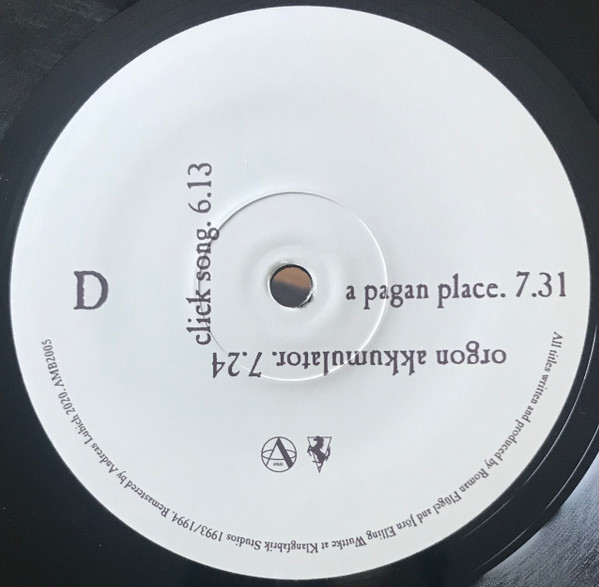 D
click song. 6.13
a pagan place. 7.31
orgon akkumulator. 7.24
All titles written and produced by Roman Flügel and Jörn Elling Wuttke at Klangfabrik Studios 1993/1994. Remastered by Andreas Lubich 2020. AMB2005